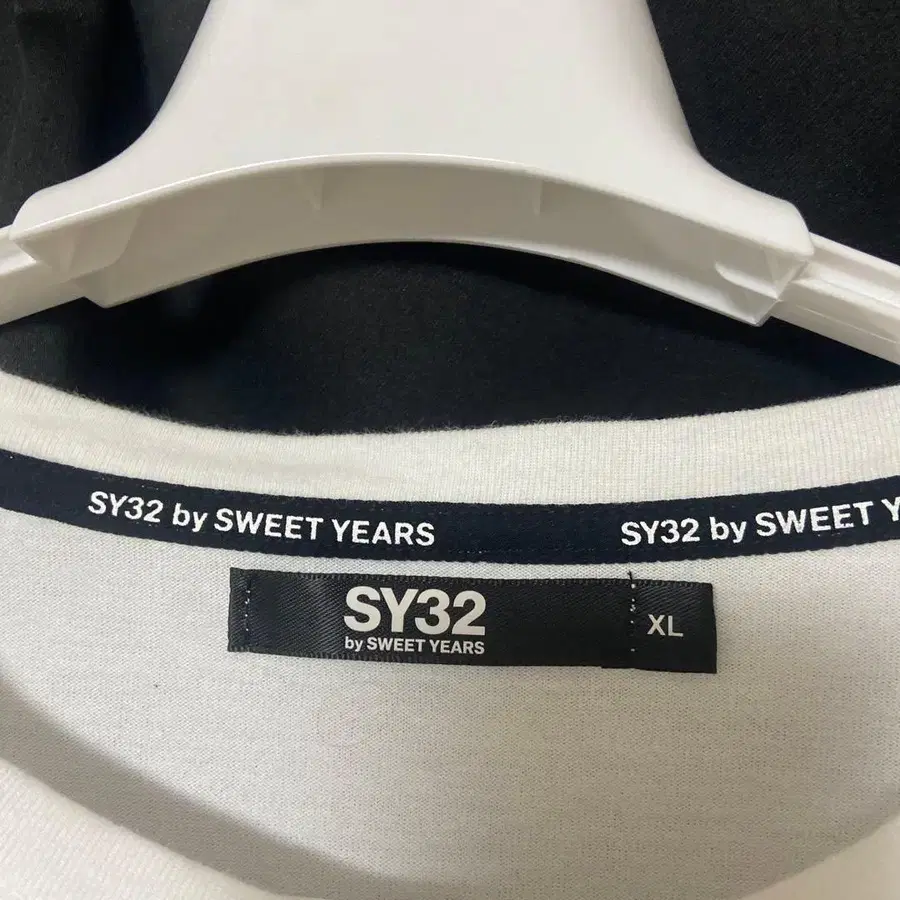 SY32 by SWEET YEARS
SY32 by SWEET Y
SY32
by SWEET YEARS
XL